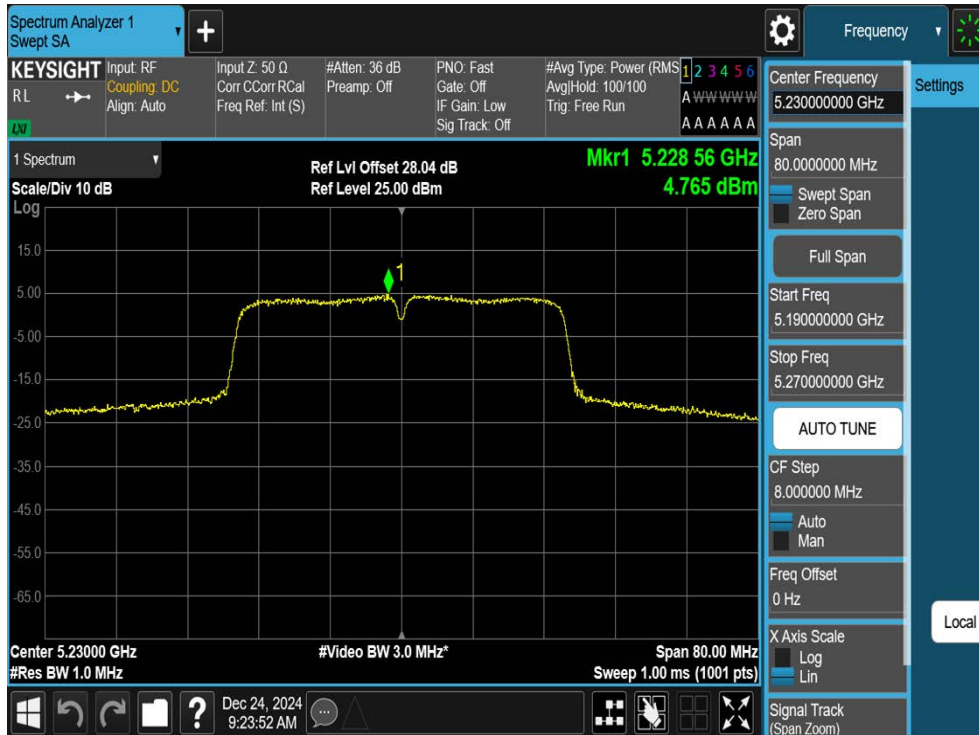 Spectrum Analyzer 1
Swept SA
+
Frequency
KEYSIGHT
RL
LXI
Input: RF
Coupling: DC
Align: Auto
Input Z: 50 Ω
Corr CCorr RCal
Freq Ref: Int (S)
#Atten: 36 dB
Preamp: Off
PNO: Fast
Gate: Off
IF Gain: Low
Sig Track: Off
#Avg Type: Power (RMS
Avg|Hold: 100/100
Trig: Free Run
1 2 3 4 5 6
A W W W W W
A A A A A A
1 Spectrum
Scale/Div 10 dB
Log
Ref Lvl Offset 28.04 dB
Ref Level 25.00 dBm
Mkr1 5.228 56 GHz
4.765 dBm
15.0
5.00
-5.00
-15.0
-25.0
-35.0
-45.0
-55.0
-65.0
1
Center 5.23000 GHz
#Res BW 1.0 MHz
#Video BW 3.0 MHz*
Span 80.00 MHz
Sweep 1.00 ms (1001 pts)
Center Frequency
5.230000000 GHz
Span
80.0000000 MHz
Swept Span
Zero Span
Full Span
Start Freq
5.190000000 GHz
Stop Freq
5.270000000 GHz
AUTO TUNE
CF Step
8.000000 MHz
Auto
Man
Freq Offset
0 Hz
X Axis Scale
Log
Lin
Signal Track
(Span Zoom)
Settings
Local
?
Dec 24, 2024
9:23:52 AM